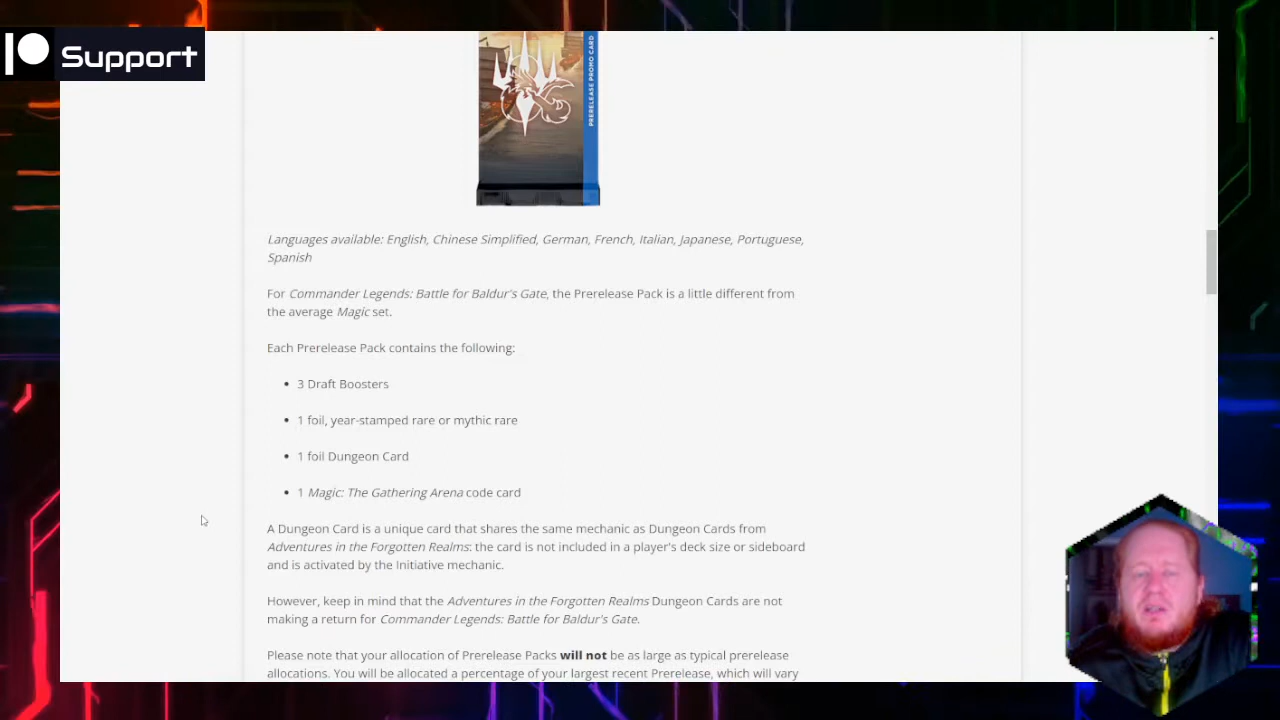 Support
PRERELEASE PROMO CARD
Languages available: English, Chinese Simplified, German, French, Italian, Japanese, Portuguese,
Spanish
For Commander Legends: Battle for Baldur's Gate, the Prerelease Pack is a little different from
the average Magic set.
Each Prerelease Pack contains the following:
• 3 Draft Boosters
• 1 foil, year-stamped rare or mythic rare
• 1 foil Dungeon Card
• 1 Magic: The Gathering Arena code card
A Dungeon Card is a unique card that shares the same mechanic as Dungeon Cards from
Adventures in the Forgotten Realms: the card is not included in a player's deck size or sideboard
and is activated by the Initiative mechanic.
However, keep in mind that the Adventures in the Forgotten Realms Dungeon Cards are not
making a return for Commander Legends: Battle for Baldur's Gate.
Please note that your allocation of Prerelease Packs will not be as large as typical prerelease
allocations. You will be allocated a percentage of your largest recent Prerelease, which will vary